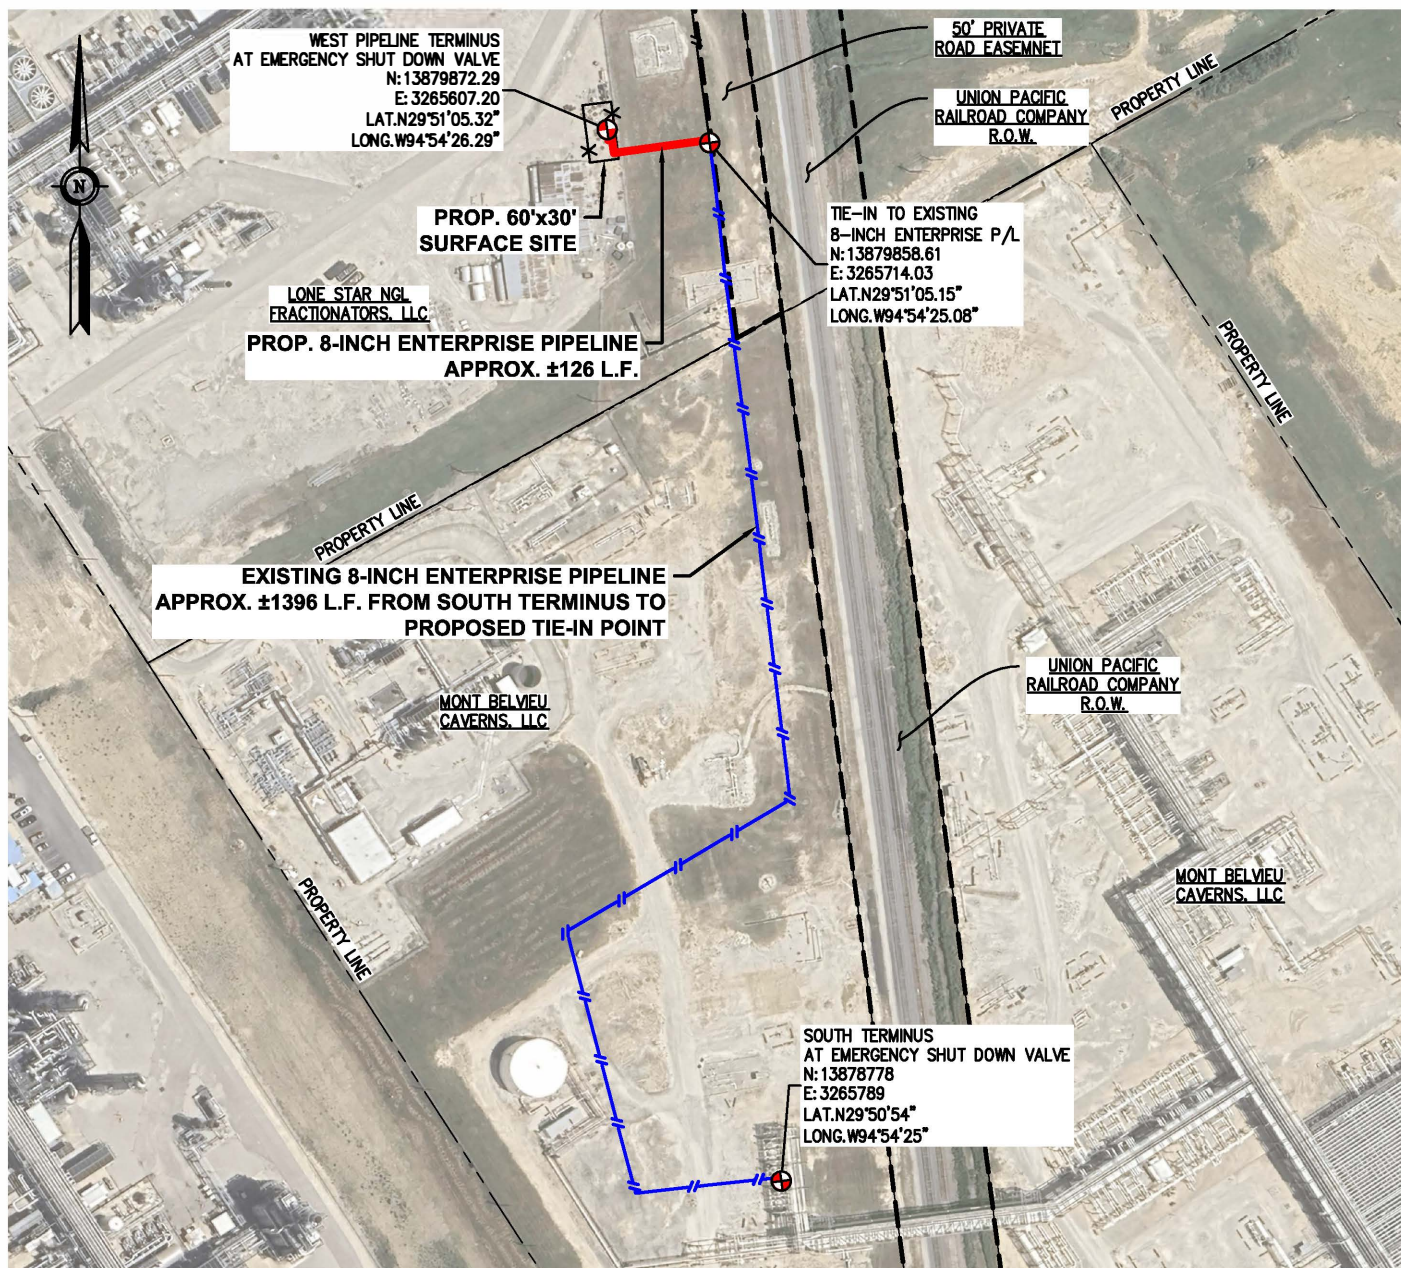 WEST PIPELINE TERMINUS
AT EMERGENCY SHUT DOWN VALVE
N:13879872.29
E: 3265607.20
LAT.N29°51'05.32"
LONG.W94°54'26.29"
50' PRIVATE
ROAD EASEMNET
UNION PACIFIC
RAILROAD COMPANY
R.O.W.
PROPERTY LINE
N
PROP. 60'x30'
SURFACE SITE
TIE-IN TO EXISTING
8-INCH ENTERPRISE P/L
N:13879858.61
E: 3265714.03
LAT.N29°51'05.15"
LONG.W94°54'25.08"
LONE STAR NGL
FRACTIONATORS, LLC
PROP. 8-INCH ENTERPRISE PIPELINE
APPROX. ±126 L.F.
PROPERTY LINE
PROPERTY LINE
EXISTING 8-INCH ENTERPRISE PIPELINE
APPROX. ±1396 L.F. FROM SOUTH TERMINUS TO
PROPOSED TIE-IN POINT
MONT BELVIEU
CAVERNS, LLC
UNION PACIFIC
RAILROAD COMPANY
R.O.W.
MONT BELVIEU
CAVERNS, LLC
PROPERTY LINE
SOUTH TERMINUS
AT EMERGENCY SHUT DOWN VALVE
N:13878778
E:3265789
LAT.N29°50'54"
LONG.W94°54'25"